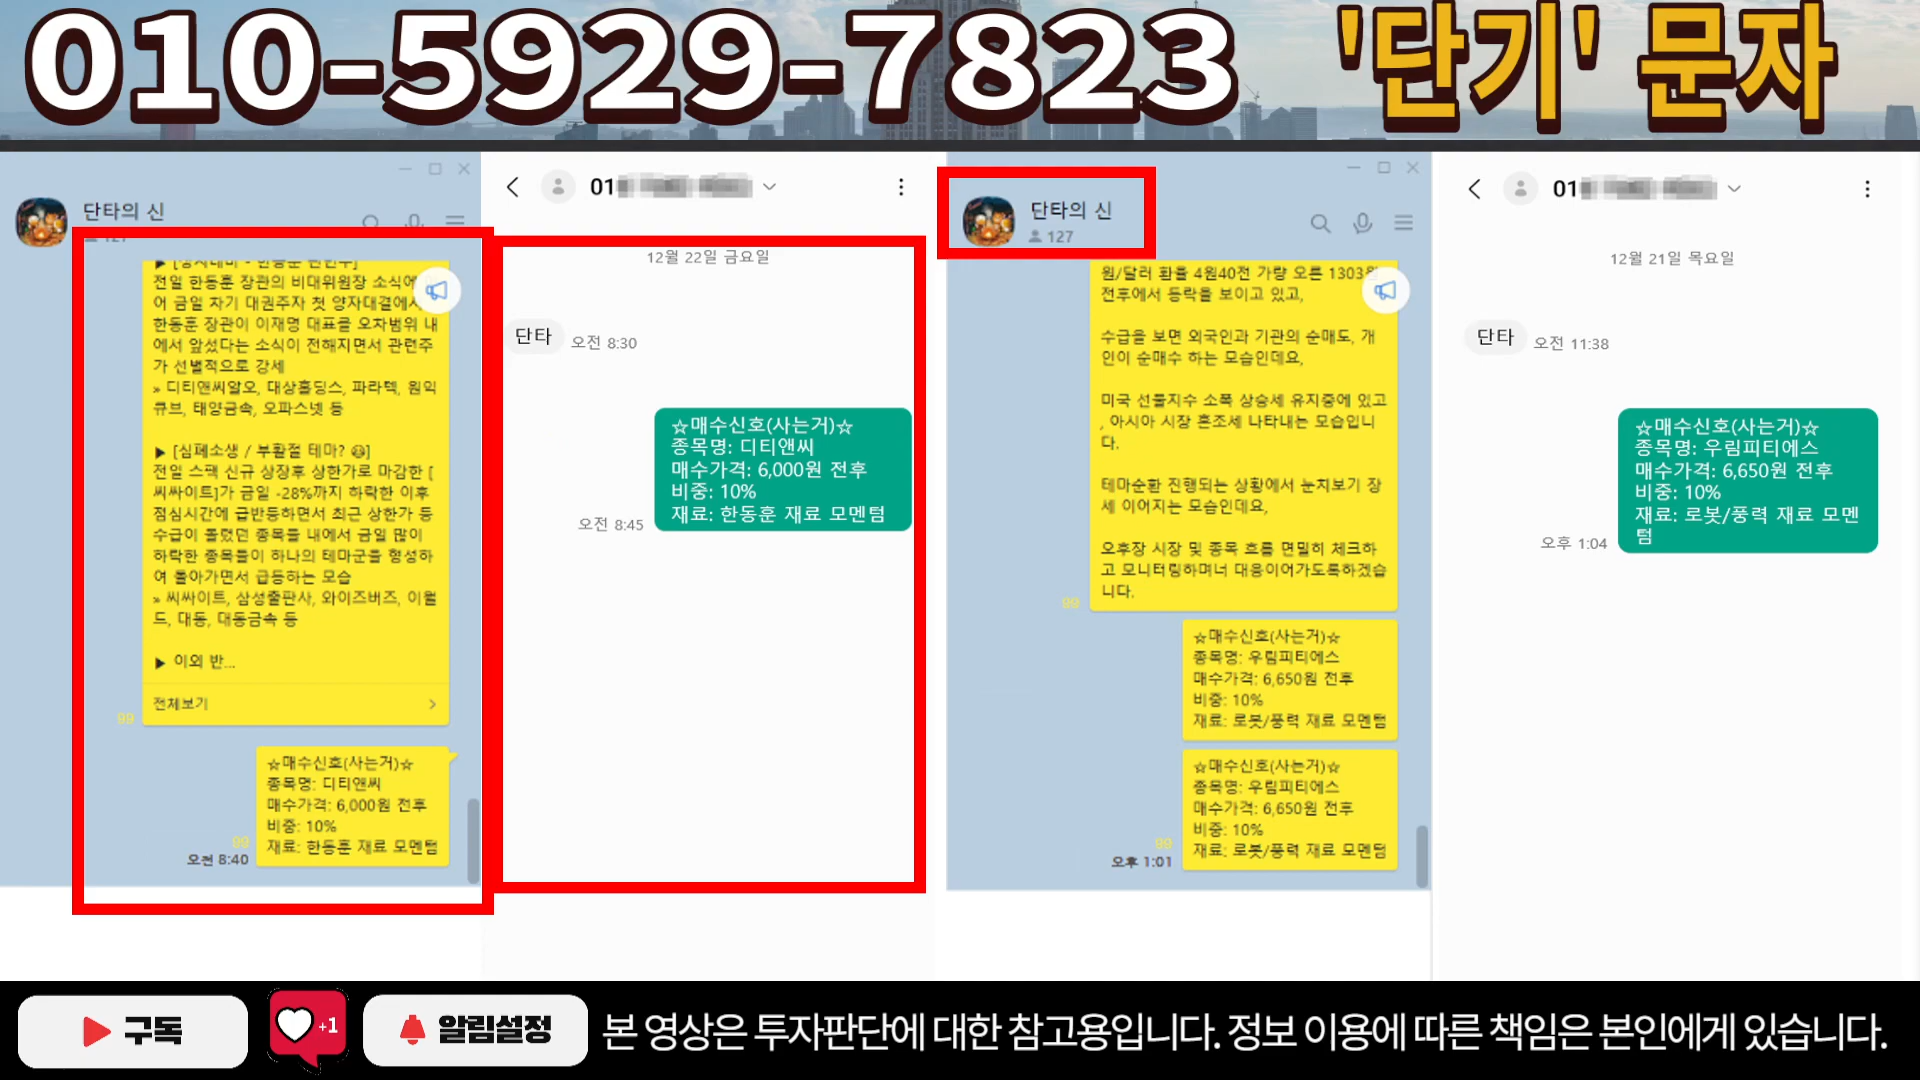 010-5929-7823 '단기' 문자
단타의 신
127
전일 한동훈 장관의 비대위원장 소식에
어 금일 차기 대권주자 첫 양자대결에서
한동훈 장관이 이재명 대표를 오차범위 내
에서 앞섰다는 소식이 전해지면서 관련주
가 선별적으로 강세
» 디티앤씨알오, 대상홀딩스, 파라텍, 원익
큐브, 태양금속, 오파스넷 등
▶ [심폐소생 / 부활절 테마? ]
전일 스팩 신규 상장후 상한가로 마감한 [
씨싸이트]가 금일 -28%까지 하락한 이후
점심시간에 급반등하면서 최근 상한가 등
수급이 몰렸던 종목들 내에서 금일 많이
하락한 종목들이 하나의 테마군을 형성하
여 돌아가면서 급등하는 모습
» 씨싸이트, 삼성출판사, 와이즈버즈, 이월
드, 대동, 대동금속 등
▶ 이외 반...
전체보기
99
☆매수신호(사는거)☆
종목명: 디티앤씨
매수가격: 6,000원 전후
비중: 10%
재료: 한동훈 재료 모멘텀
99
오전 8:40
01
12월 22일 금요일
단타
오전 8:30
☆매수신호(사는거)☆
종목명: 디티앤씨
매수가격: 6,000원 전후
비중: 10%
재료: 한동훈 재료 모멘텀
오전 8:45
단타의 신
127
원/달러 환율 4원40전 가량 오른 1303원
전후에서 등락을 보이고 있고,
수급을 보면 외국인과 기관의 순매도, 개
인이 순매수 하는 모습인데요,
미국 선물지수 소폭 상승세 유지중에 있고
, 아시아 시장 혼조세 나타내는 모습입니
다.
테마순환 진행되는 상황에서 눈치보기 장
세 이어지는 모습인데요,
오후장 시장 및 종목 흐름 면밀히 체크하
고 모니터링하며너 대응이어가도록하겠습
니다.
99
☆매수신호(사는거)☆
종목명: 우림피티에스
매수가격: 6,650원 전후
비중: 10%
재료: 로봇/풍력 재료 모멘텀
☆매수신호(사는거)☆
종목명: 우림피티에스
매수가격: 6,650원 전후
비중: 10%
재료: 로봇/풍력 재료 모멘텀
99
오후 1:01
01
12월 21일 목요일
단타
오전 11:38
☆매수신호(사는거)☆
종목명: 우림피티에스
매수가격: 6,650원 전후
비중: 10%
재료: 로봇/풍력 재료 모멘
텀
오후 1:04
구독
+1
알림설정
본 영상은 투자판단에 대한 참고용입니다. 정보 이용에 따른 책임은 본인에게 있습니다.